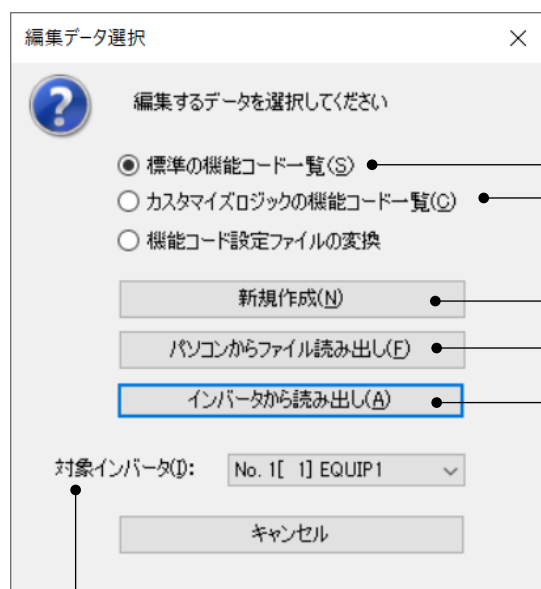 編集データ選択
編集するデータを選択してください
標準の機能コード一覧(S)
カスタマイズロジックの機能コード一覧(C)
機能コード設定ファイルの変換
新規作成(N)
パソコンからファイル読み出し(F)
インバータから読み出し(A)
対象インバータ(I): No. 1[ 1] EQUIP1
キャンセル